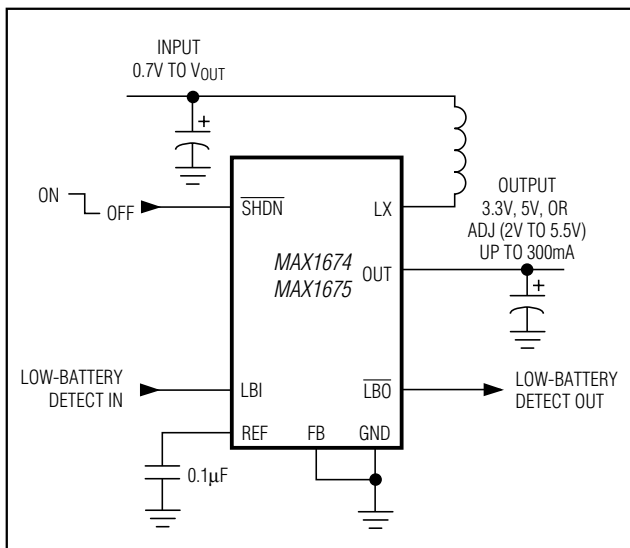 INPUT
0.7V TO VOUT
+
ON
OFF
SHDN
LX
OUTPUT
3.3V, 5V, OR
ADJ (2V TO 5.5V)
UP TO 300mA
MAX1674
MAX1675
OUT
+
LOW-BATTERY
DETECT IN
LBI
LBO
LOW-BATTERY
DETECT OUT
REF
FB
GND
0.1µF